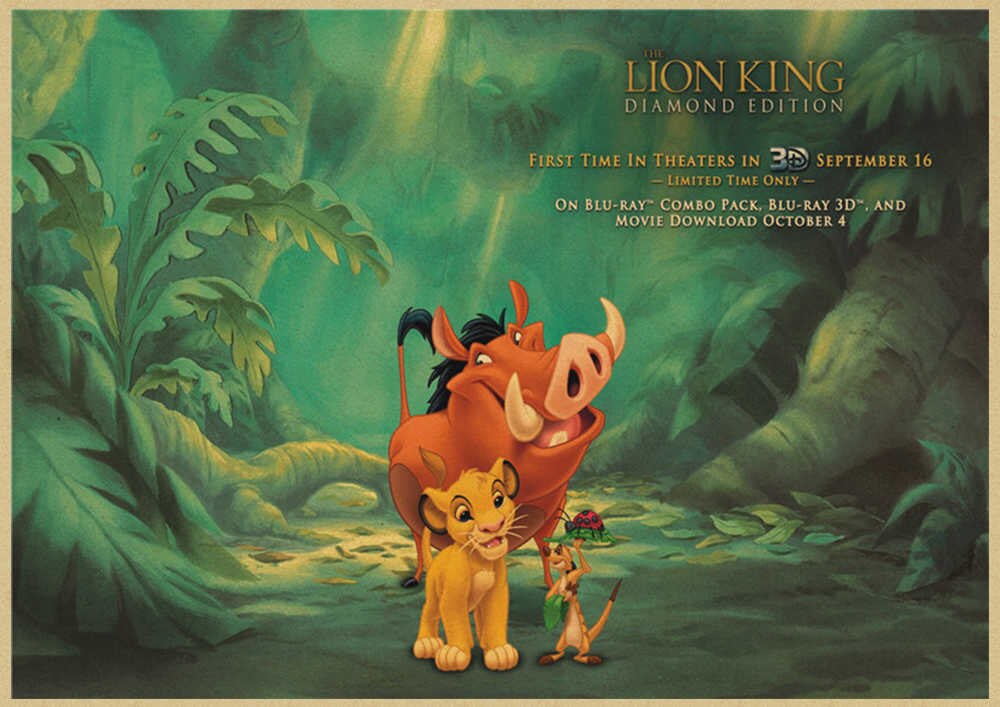 THE
LION KING
DIAMOND EDITION
FIRST TIME IN THEATERS IN 3D SEPTEMBER 16
— LIMITED TIME ONLY —
ON BLU-RAY™ COMBO PACK, BLU-RAY 3D™, AND
MOVIE DOWNLOAD OCTOBER 4